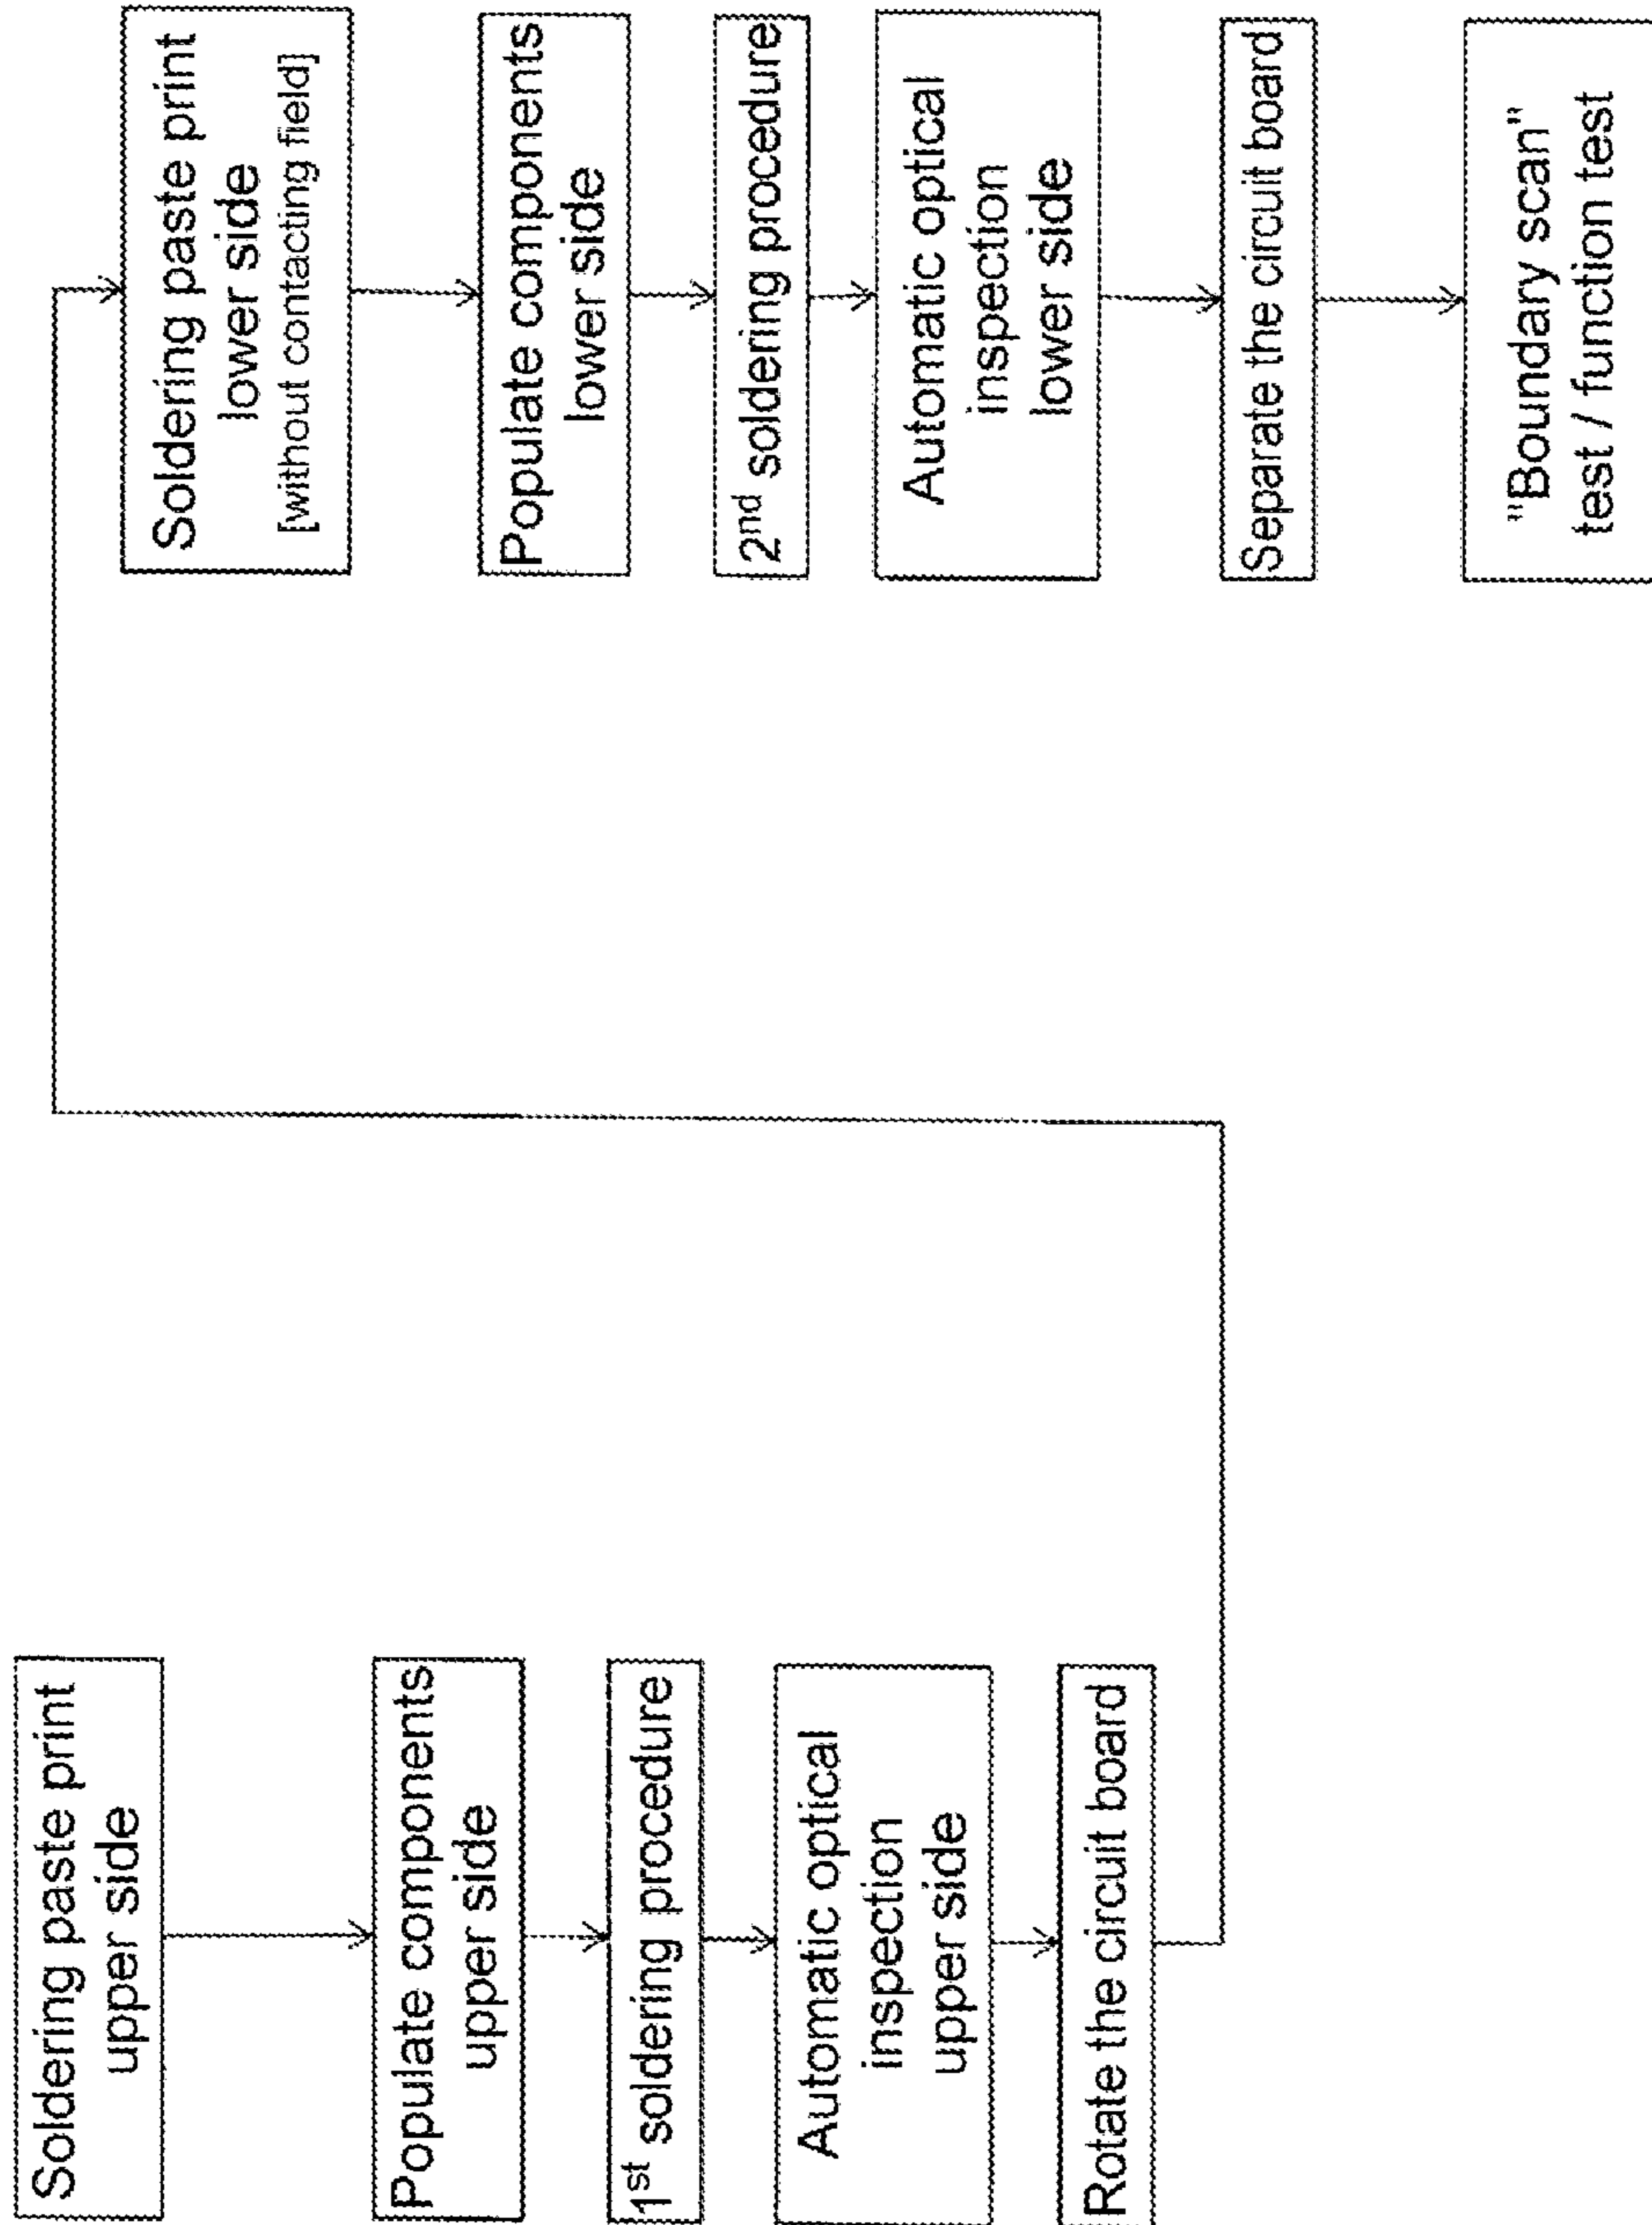 Soldering paste print
upper side
Populate components
upper side
1st soldering procedure
Automatic optical
inspection
upper side
Rotate the circuit board
Soldering paste print
lower side
[without contacting field]
Populate components
lower side
2nd soldering procedure
Automatic optical
inspection
lower side
Separate the circuit board
"Boundary scan"
test / function test